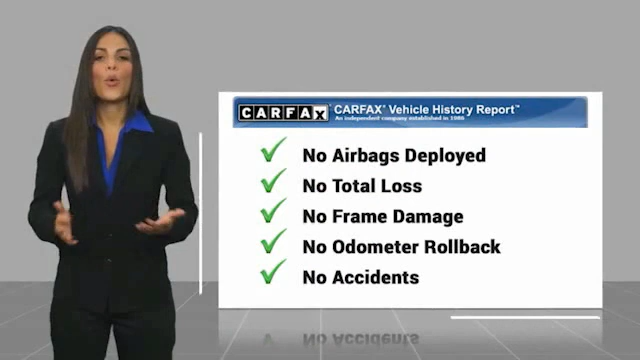 CARFAX CARFAX® Vehicle History Report™
An independent company established in 1986
No Airbags Deployed
No Total Loss
No Frame Damage
No Odometer Rollback
No Accidents